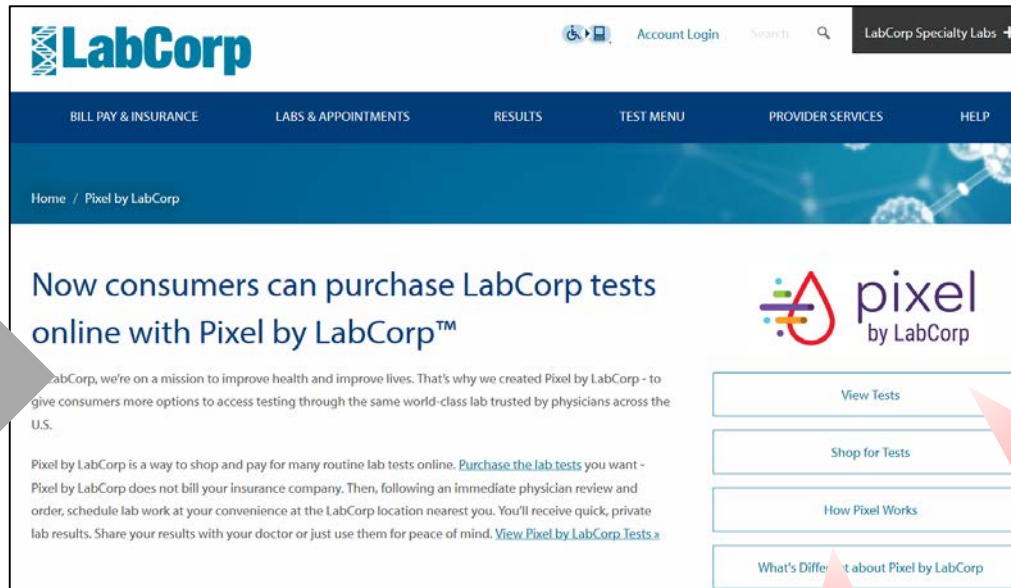 LabCorp
Account Login
Search
LabCorp Specialty Labs +
BILL PAY & INSURANCE
LABS & APPOINTMENTS
RESULTS
TEST MENU
PROVIDER SERVICES
HELP
Home / Pixel by LabCorp
Now consumers can purchase LabCorp tests
online with Pixel by LabCorp™
LabCorp, we're on a mission to improve health and improve lives. That's why we created Pixel by LabCorp - to
give consumers more options to access testing through the same world-class lab trusted by physicians across the
U.S.
Pixel by LabCorp is a way to shop and pay for many routine lab tests online. Purchase the lab tests you want -
Pixel by LabCorp does not bill your insurance company. Then, following an immediate physician review and
order, schedule lab work at your convenience at the LabCorp location nearest you. You'll receive quick, private
lab results. Share your results with your doctor or just use them for peace of mind. View Pixel by LabCorp Tests »
pixel
by LabCorp
View Tests
Shop for Tests
How Pixel Works
What's Different about Pixel by LabCorp